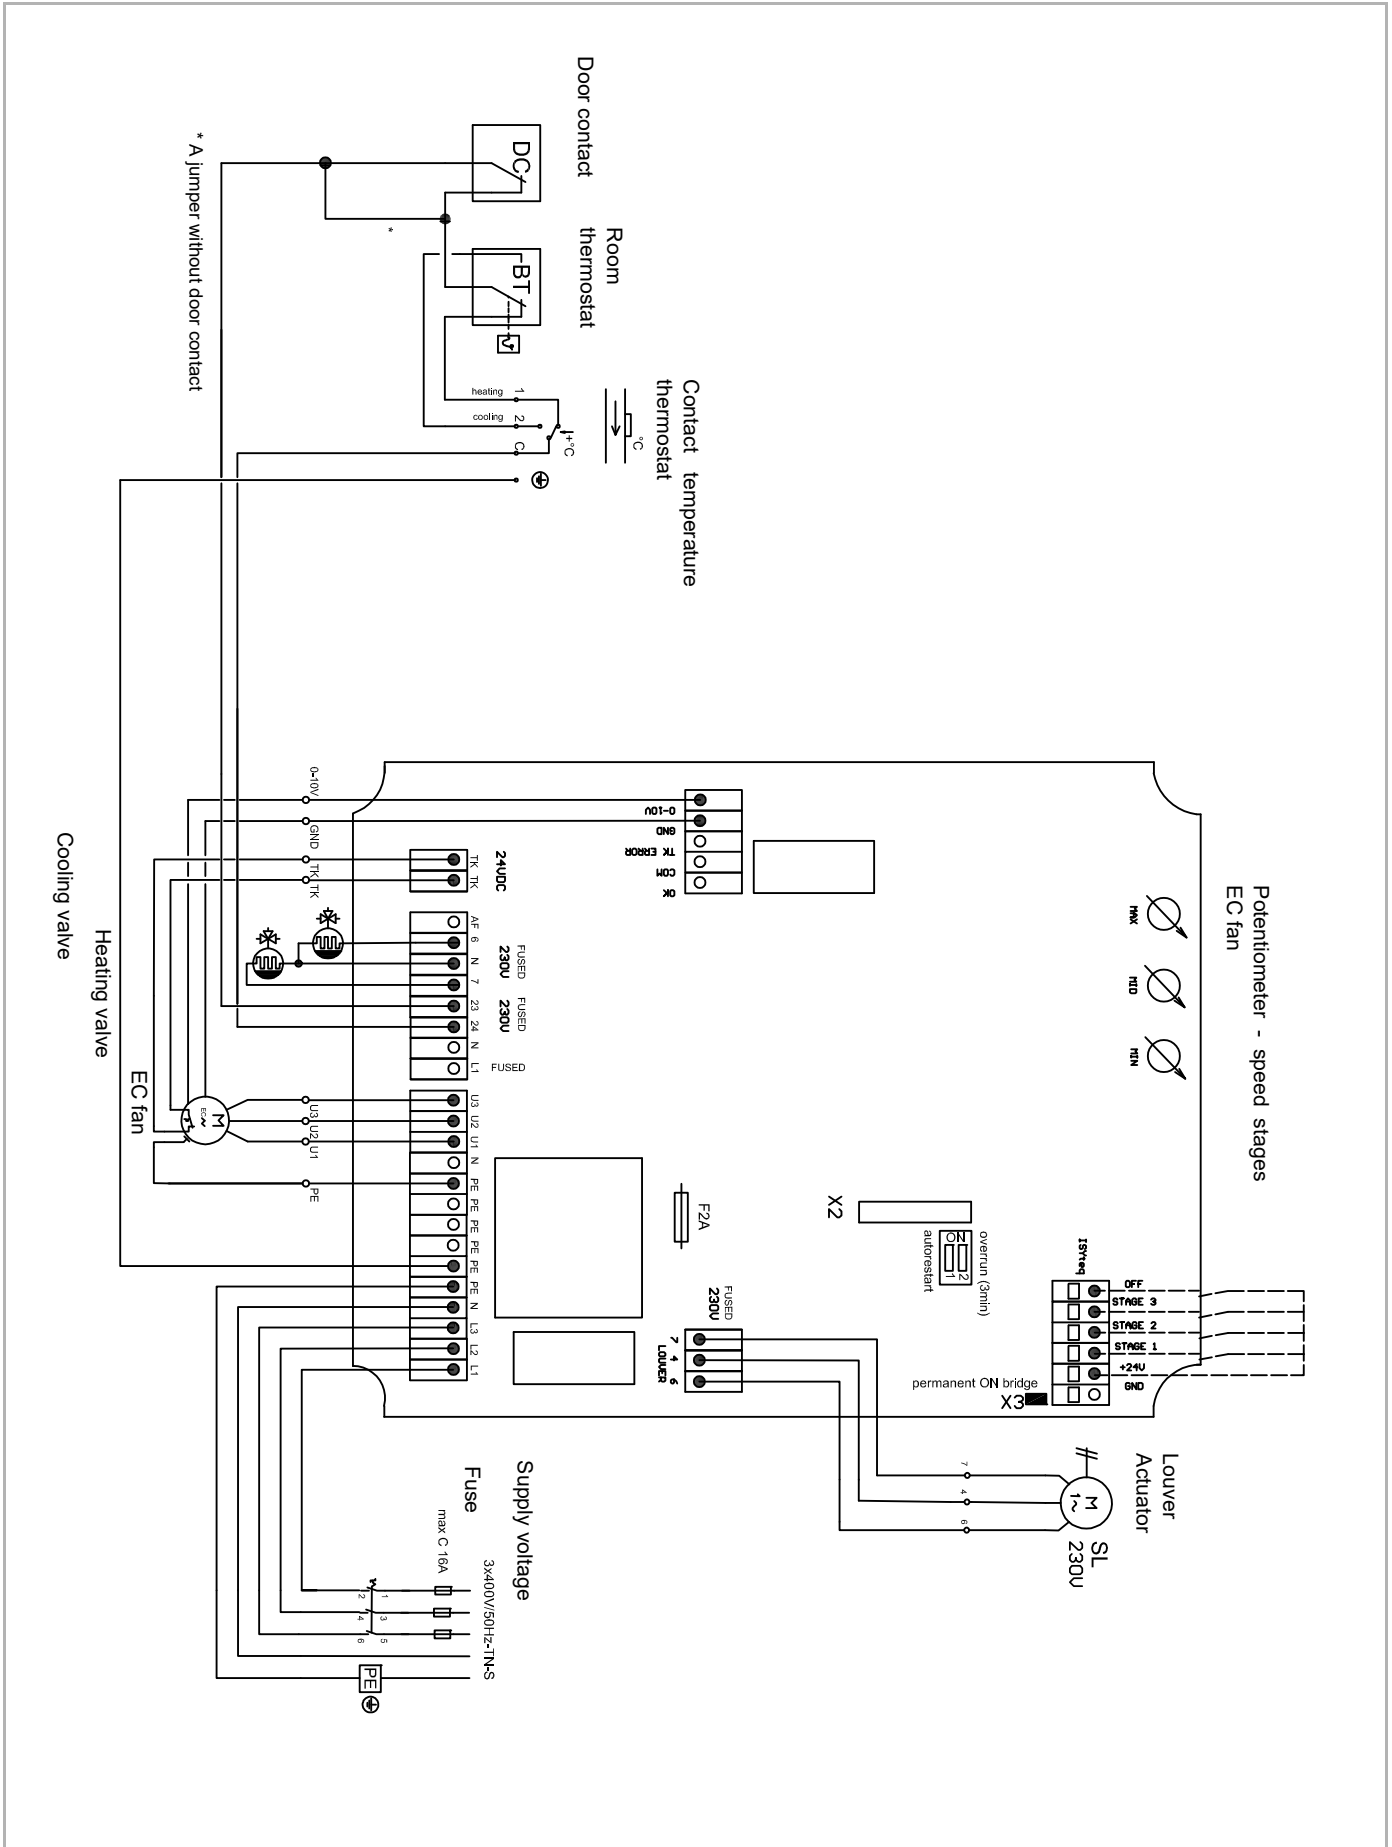 Door contact
DC
* A jumper without door contact
*
Room
thermostat
BT
Contact temperature
thermostat
°C
heating
1
cooling
2
C
+°C
Potentiometer - speed stages
EC fan
MAX
MID
MIN
0-10V
GND
TK ERROR
COM
OK
0-10V
GND
TK
TK
24VDC
TK
TK
AF
6
N
7
23
24
N
L1
FUSED
230V
FUSED
230V
FUSED
Cooling valve
Heating valve
EC fan
M
EC
U3
U2
U1
PE
U3
U2
U1
N
PE
PE
PE
PE
PE
PE
N
L3
L2
L1
F2A
X2
ON
1
2
overrun (3min)
autorestart
ISYteq
OFF
STAGE 3
STAGE 2
STAGE 1
+24V
GND
permanent ON bridge
X3
FUSED
230V
7
4
6
LOUVER
Louver
Actuator
7
4
6
M
1~
SL
230V
Supply voltage
Fuse
max C 16A
3x400V/50Hz-TN-S
1
2
3
4
5
6
PE